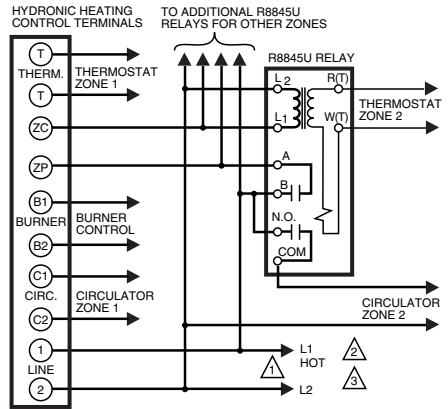 HYDRONIC HEATING
CONTROL TERMINALS
TO ADDITIONAL R8845U
RELAYS FOR OTHER ZONES
R8845U RELAY
T
THERM.
T
THERMOSTAT
ZONE 1
ZC
ZP
B1
BURNER
B2
BURNER
CONTROL
C1
CIRC.
C2
CIRCULATOR
ZONE 1
1
LINE
2
L2
L1
A
B
N.O.
COM
R(T)
W(T)
THERMOSTAT
ZONE 2
CIRCULATOR
ZONE 2
L1
HOT
L2
1
2
3